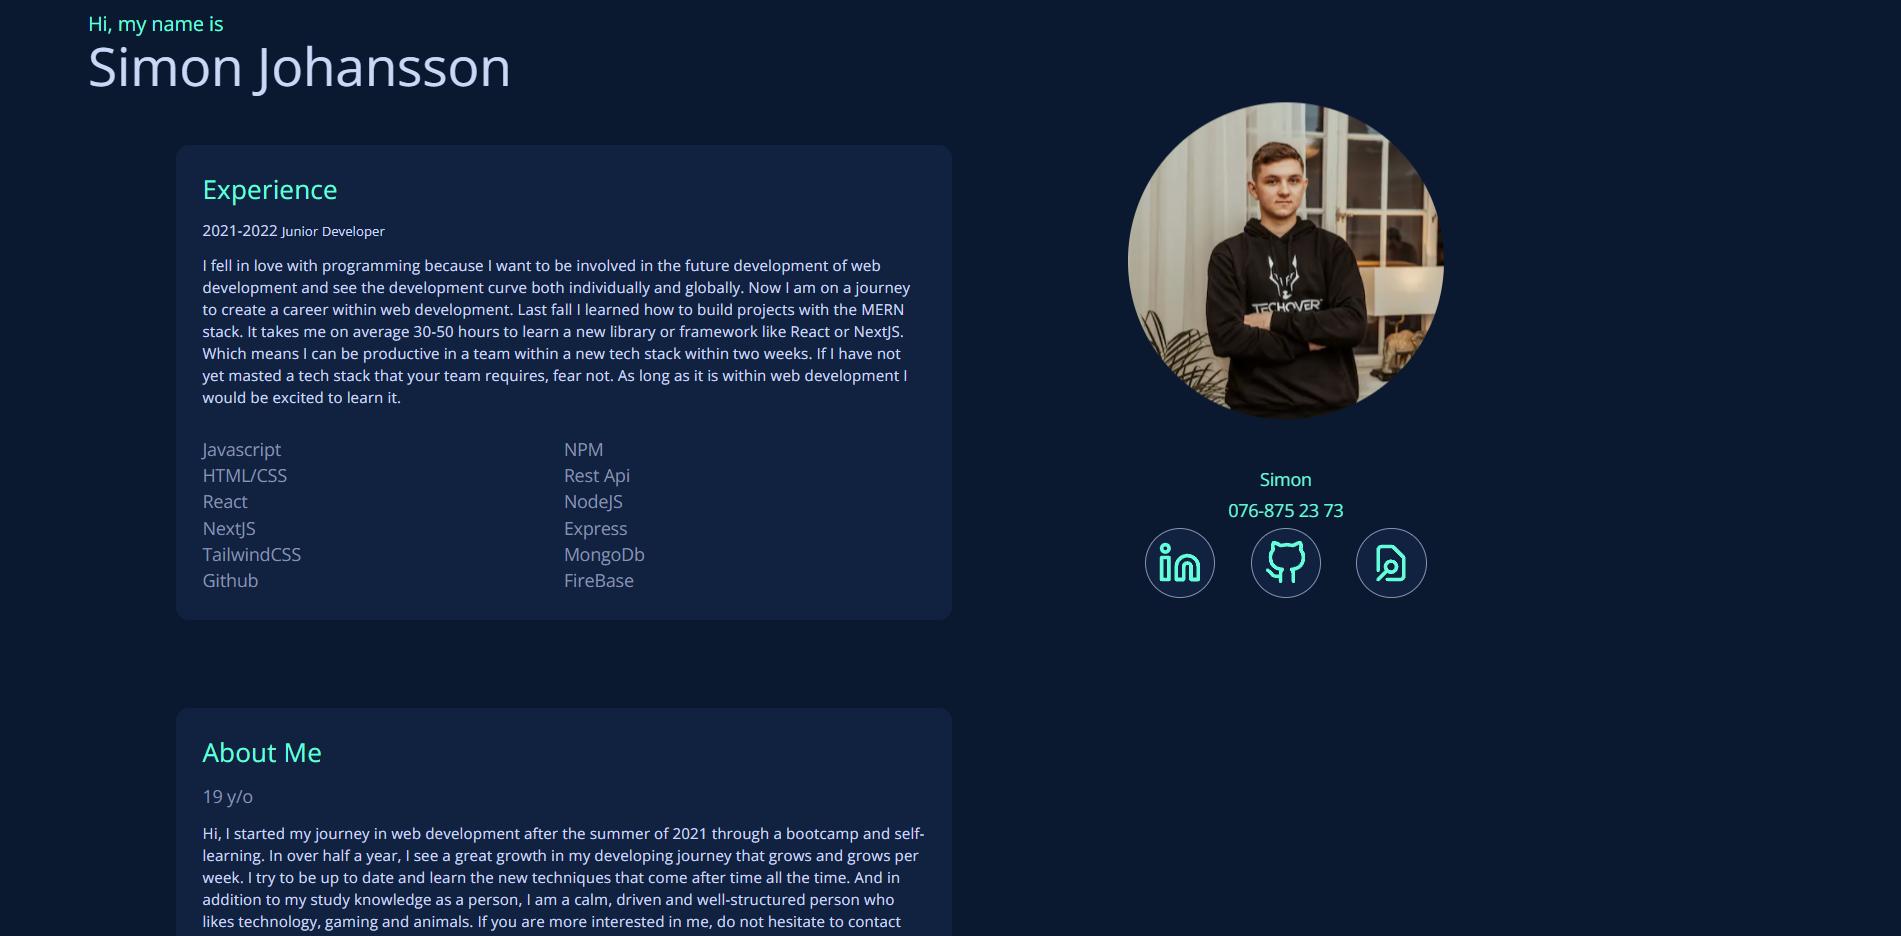 Hi, my name is
Simon Johansson
Experience
2021-2022 Junior Developer
I fell in love with programming because I want to be involved in the future development of web
development and see the development curve both individually and globally. Now I am on a journey
to create a career within web development. Last fall I learned how to build projects with the MERN
stack. It takes me on average 30-50 hours to learn a new library or framework like React or NextJS.
Which means I can be productive in a team within a new tech stack within two weeks. If I have not
yet masted a tech stack that your team requires, fear not. As long as it is within web development I
would be excited to learn it.
Javascript
HTML/CSS
React
NextJS
TailwindCSS
Github
NPM
Rest Api
NodeJS
Express
MongoDb
FireBase
TECHOVER
Simon
076-875 23 73
in
About Me
19 y/o
Hi, I started my journey in web development after the summer of 2021 through a bootcamp and self-
learning. In over half a year, I see a great growth in my developing journey that grows and grows per
week. I try to be up to date and learn the new techniques that come after time all the time. And in
addition to my study knowledge as a person, I am a calm, driven and well-structured person who
likes technology, gaming and animals. If you are more interested in me, do not hesitate to contact